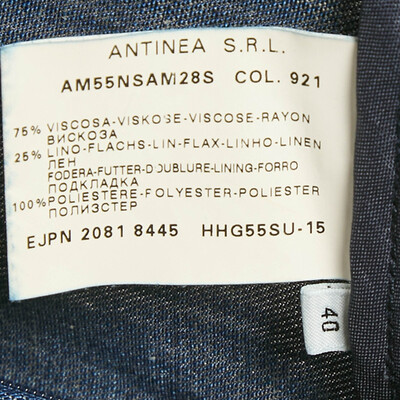 ANTINEA S.R.L.
AM55NSAM28S COL. 921
75% VISCOSA-VISKOSE-VISCOSE-RAYON
ВИСКОЗА
25% LINO-FLACHS-LIN-FLAX-LINHO-LINEN
ЛЕН
FODERA-FUTTER-DOUBLURE-LINING-FORRO
ПОДКЛАДКА
100% POLIESTERE-POLYESTER-POLIESTER
ПОЛИЭСТЕР
EJPN 2081 8445 HHG55SU-15
40